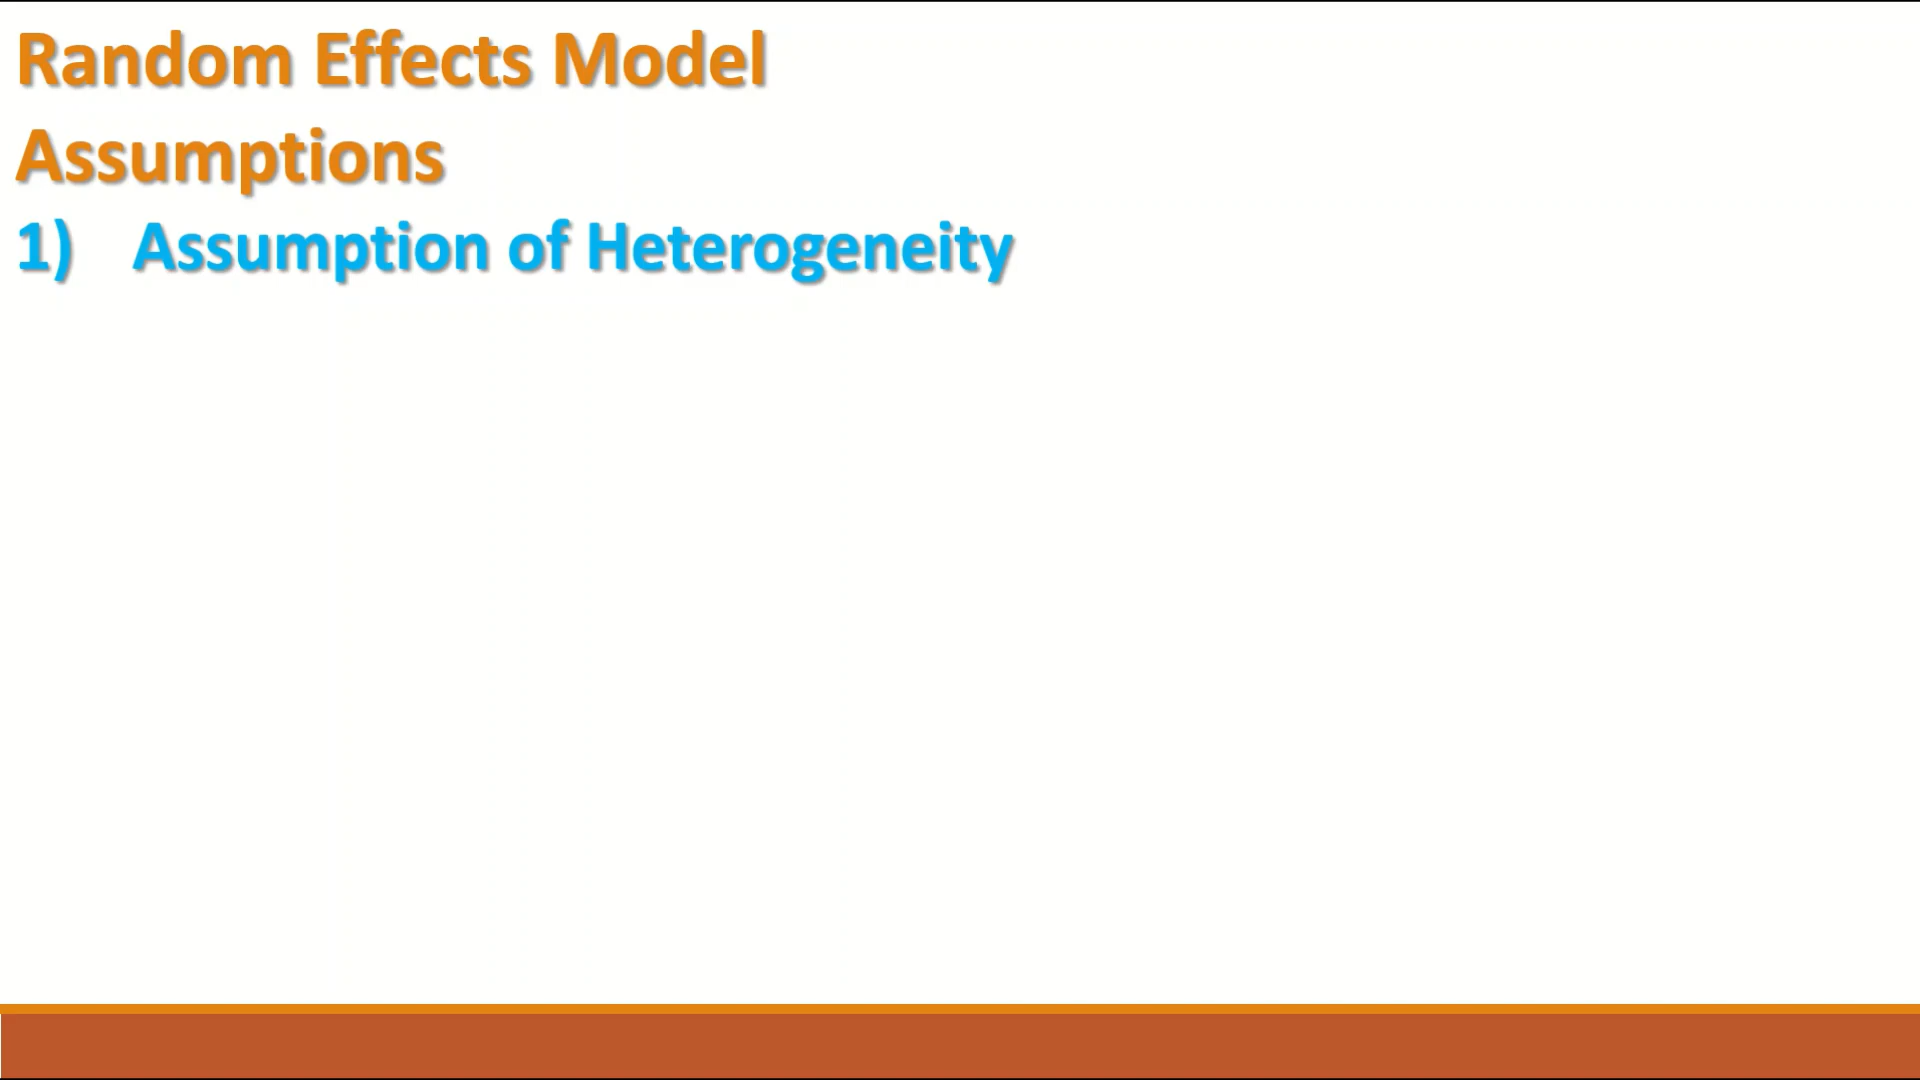 Random Effects Model
Assumptions
1) Assumption of Heterogeneity